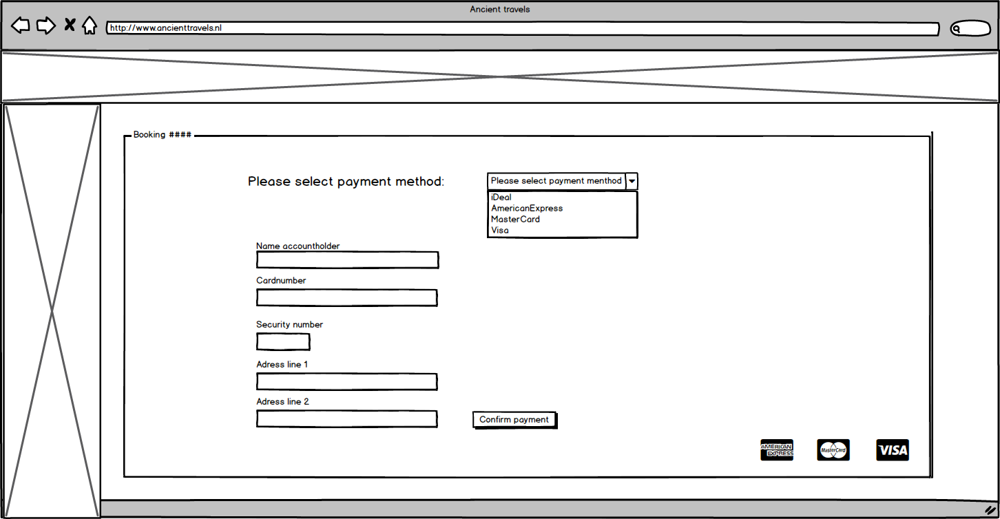 Ancient travels
http://www.ancienttravels.nl
Booking ####
Please select payment method:
Please select payment menthod
iDeal
AmericanExpress
MasterCard
Visa
Name accountholder
Cardnumber
Security number
Adress line 1
Adress line 2
Confirm payment
AMERICAN
EXPRESS
MasterCard
VISA